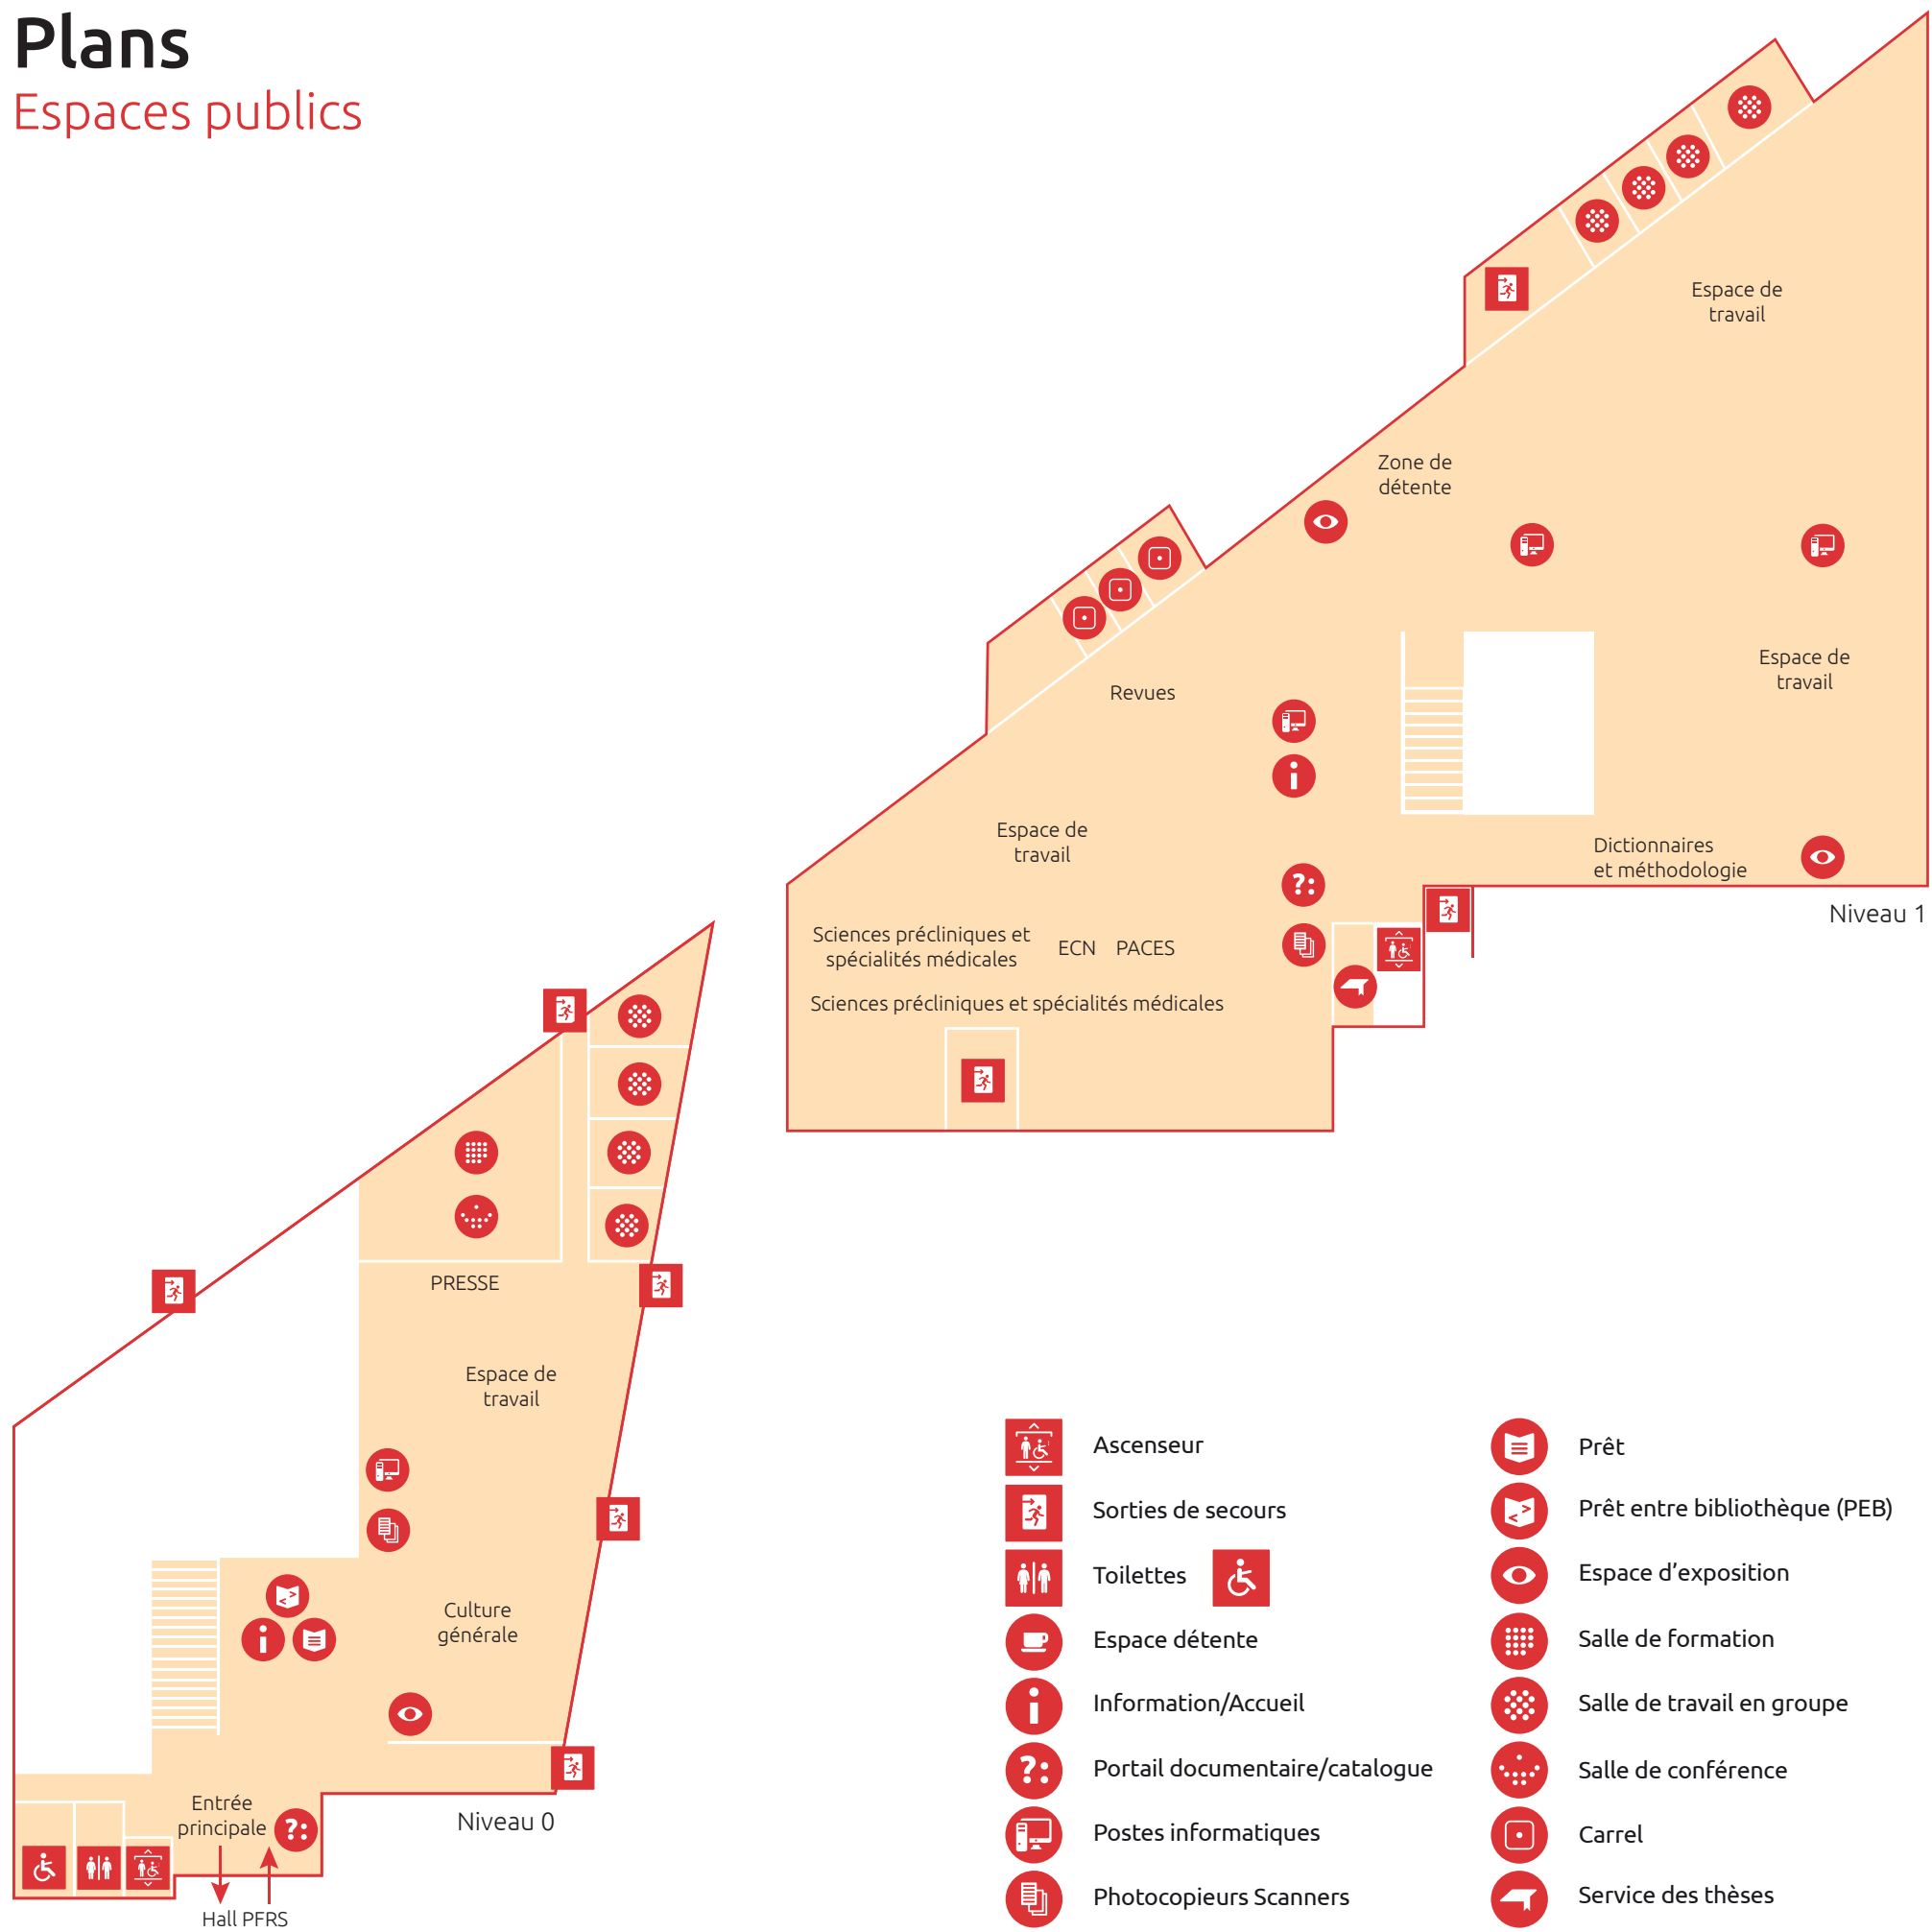 Plans
Espaces publics
Espace de
travail
Zone de
détente
Espace de
travail
Revues
Espace de
travail
Dictionnaires
et méthodologie
Niveau 1
Sciences précliniques et
spécialités médicales
ECN PACES
Sciences précliniques et spécialités médicales
PRESSE
Espace de
travail
Culture
générale
Entrée
principale
Niveau 0
Hall PFRS
Ascenseur
Sorties de secours
Toilettes
Espace détente
Information/Accueil
Portail documentaire/catalogue
Postes informatiques
Photocopieurs Scanners
Prêt
Prêt entre bibliothèque (PEB)
Espace d'exposition
Salle de formation
Salle de travail en groupe
Salle de conférence
Carrel
Service des thèses